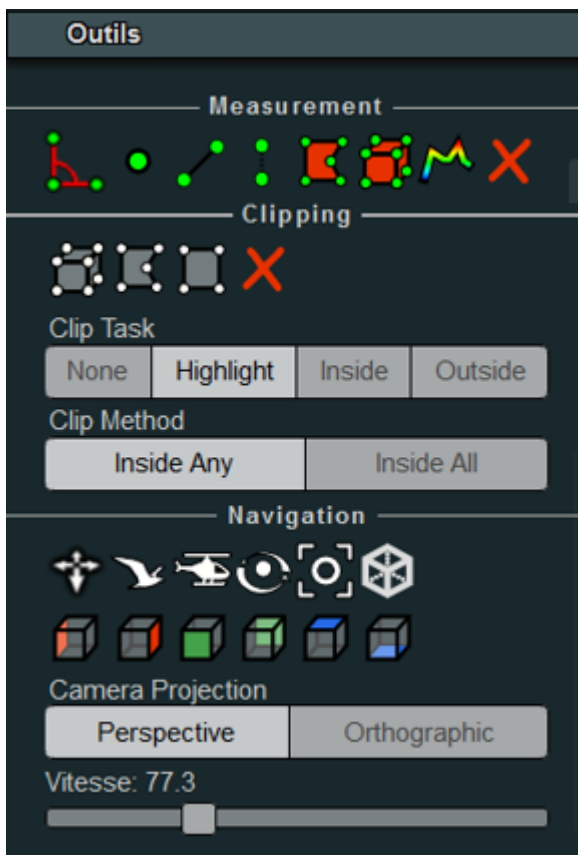 Outils
Measurement
Clipping
Clip Task
None Highlight Inside Outside
Clip Method
Inside Any Inside All
Navigation
Camera Projection
Perspective Orthographic
Vitesse: 77.3